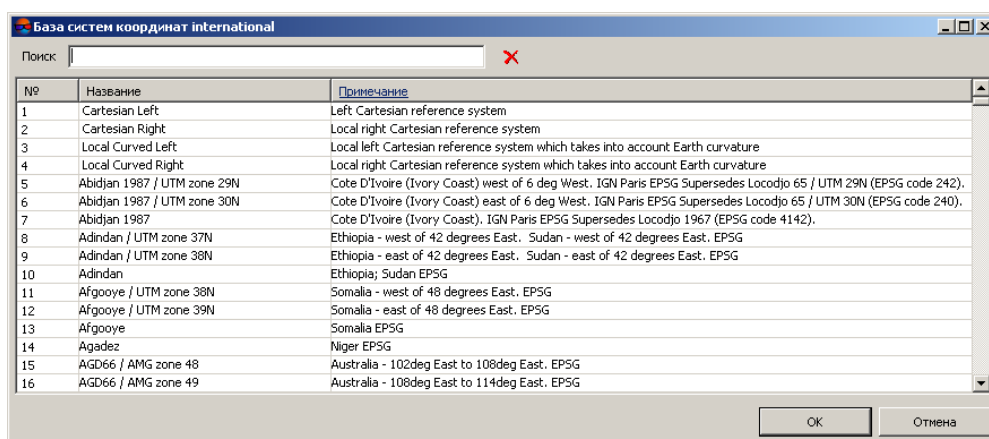 База систем координат international
Поиск
№ Название Примечание
1 Cartesian Left Left Cartesian reference system
2 Cartesian Right Local right Cartesian reference system
3 Local Curved Left Local left Cartesian reference system which takes into account Earth curvature
4 Local Curved Right Local right Cartesian reference system which takes into account Earth curvature
5 Abidjan 1987 / UTM zone 29N Cote D'Ivoire (Ivory Coast) west of 6 deg West. IGN Paris EPSG Supersedes Locodjo 65 / UTM 29N (EPSG code 242).
6 Abidjan 1987 / UTM zone 30N Cote D'Ivoire (Ivory Coast) east of 6 deg West. IGN Paris EPSG Supersedes Locodjo 65 / UTM 30N (EPSG code 240).
7 Abidjan 1987 Cote D'Ivoire (Ivory Coast). IGN Paris EPSG Supersedes Locodjo 1967 (EPSG code 4142).
8 Adindan / UTM zone 37N Ethiopia - west of 42 degrees East. Sudan - west of 42 degrees East. EPSG
9 Adindan / UTM zone 38N Ethiopia - east of 42 degrees East. Sudan - east of 42 degrees East. EPSG
10 Adindan Ethiopia; Sudan EPSG
11 Afgooye / UTM zone 38N Somalia - west of 48 degrees East. EPSG
12 Afgooye / UTM zone 39N Somalia - east of 48 degrees East. EPSG
13 Afgooye Somalia EPSG
14 Agadez Niger EPSG
15 AGD66 / AMG zone 48 Australia - 102deg East to 108deg East. EPSG
16 AGD66 / AMG zone 49 Australia - 108deg East to 114deg East. EPSG
OK Отмена